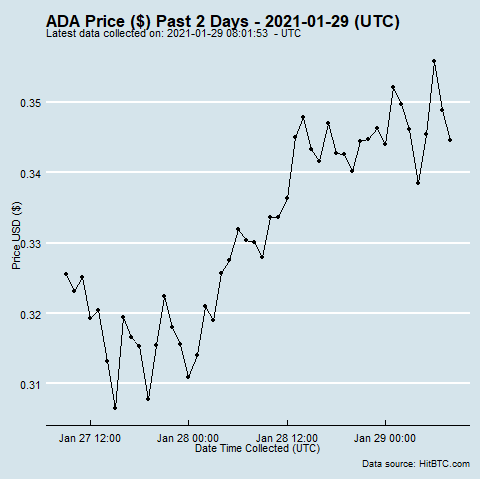 ADA Price ($) Past 2 Days - 2021-01-29 (UTC)
Latest data collected on: 2021-01-29 08:01:53  - UTC
Price USD ($)
0.35
0.34
0.33
0.32
0.31
Jan 27 12:00
Jan 28 00:00
Jan 28 12:00
Jan 29 00:00
Date Time Collected (UTC)
Data source: HitBTC.com